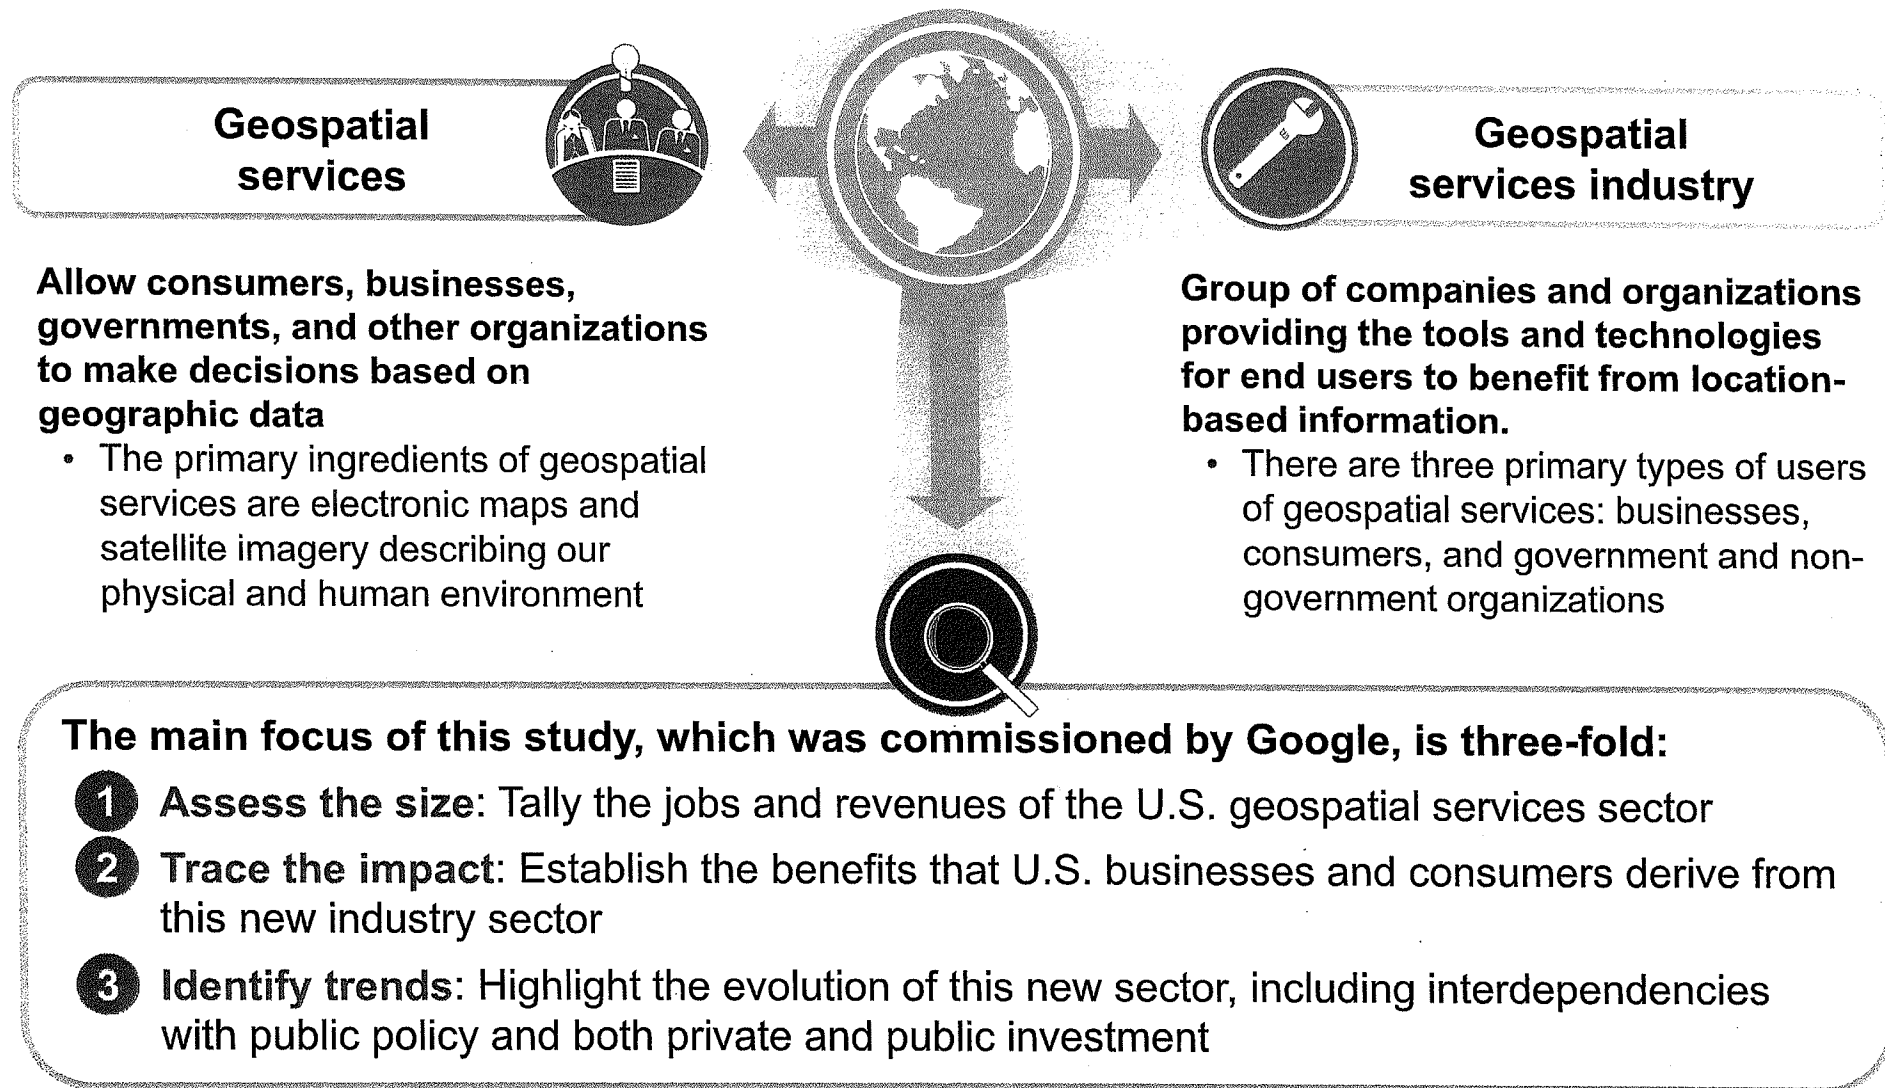 Geospatial
services
Allow consumers, businesses,
governments, and other organizations
to make decisions based on
geographic data
• The primary ingredients of geospatial
services are electronic maps and
satellite imagery describing our
physical and human environment
Geospatial
services industry
Group of companies and organizations
providing the tools and technologies
for end users to benefit from location-
based information.
• There are three primary types of users
of geospatial services: businesses,
consumers, and government and non-
government organizations
The main focus of this study, which was commissioned by Google, is three-fold:
1 Assess the size: Tally the jobs and revenues of the U.S. geospatial services sector
2 Trace the impact: Establish the benefits that U.S. businesses and consumers derive from
this new industry sector
3 Identify trends: Highlight the evolution of this new sector, including interdependencies
with public policy and both private and public investment